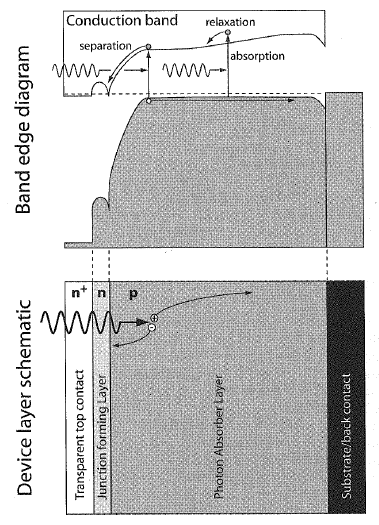 Conduction band
relaxation
separation
absorption
Band edge diagram
n+ n p
+
−
Device layer schematic
Transparent top contact
Junction forming Layer
Photon Absorber Layer
Substrate/back contact